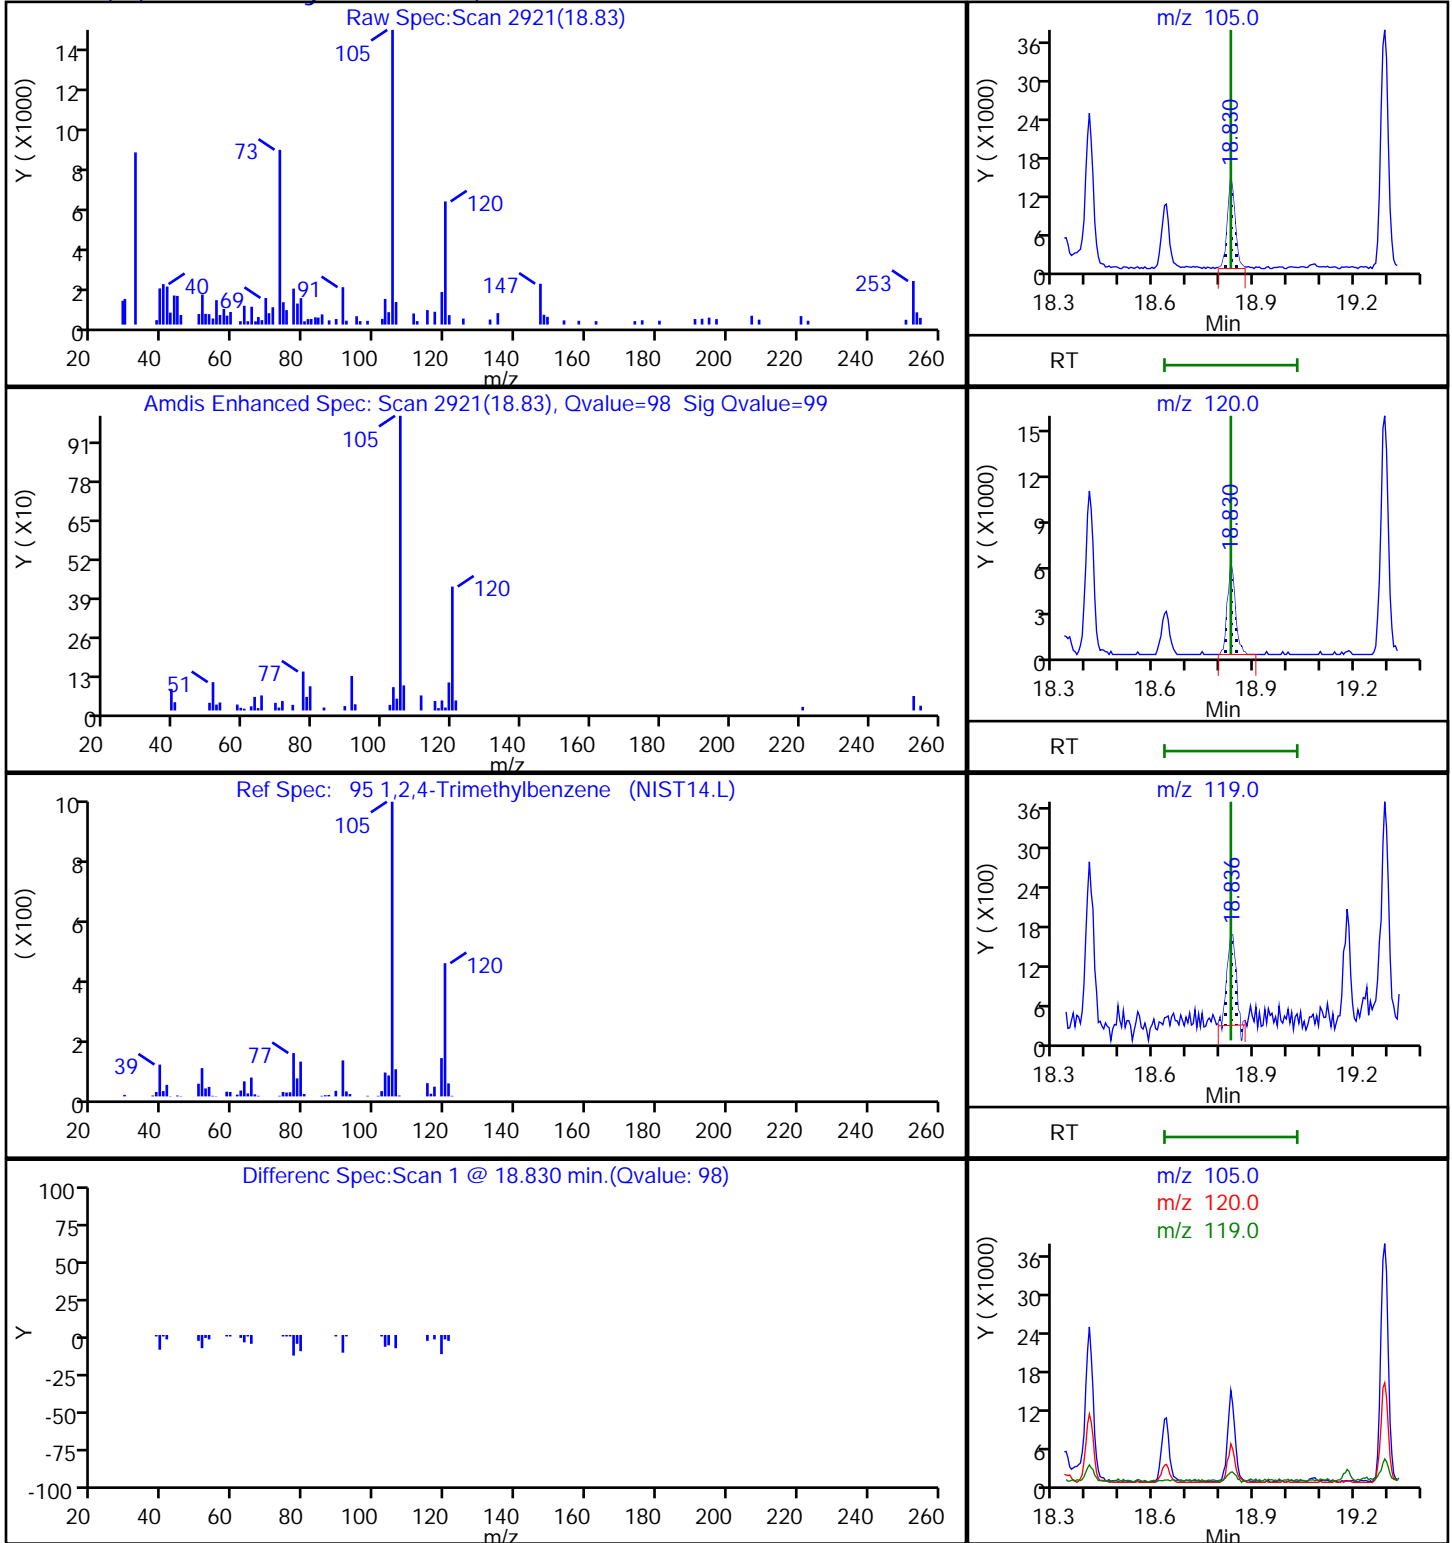 Raw Spec:Scan 2921(18.83)
Y ( X1000)
14
12
10
8
6
4
2
0
105
73
120
40
69
91
147
253
20 40 60 80 100 120 140 160 180 200 220 240 260
m/z
m/z 105.0
Y ( X1000)
36
30
24
18
12
6
0
18.830
18.3 18.6 18.9 19.2
Min
RT
Amdis Enhanced Spec: Scan 2921(18.83), Qvalue=98 Sig Qvalue=99
Y ( X10)
91
78
65
52
39
26
13
0
105
120
77
51
20 40 60 80 100 120 140 160 180 200 220 240 260
m/z
m/z 120.0
Y ( X1000)
15
12
9
6
3
0
18.830
18.3 18.6 18.9 19.2
Min
RT
Ref Spec: 95 1,2,4-Trimethylbenzene (NIST14.L)
( X100)
10
8
6
4
2
0
105
120
39
77
20 40 60 80 100 120 140 160 180 200 220 240 260
m/z 119.0
Y ( X100)
36
30
24
18
12
6
0
18.836
18.3 18.6 18.9 19.2
Min
RT
Differenc Spec:Scan 1 @ 18.830 min.(Qvalue: 98)
Y
100
75
50
25
0
-25
-50
-75
-100
20 40 60 80 100 120 140 160 180 200 220 240 260
m/z
m/z 105.0
m/z 120.0
m/z 119.0
Y ( X1000)
36
30
24
18
12
6
0
18.3 18.6 18.9 19.2
Min